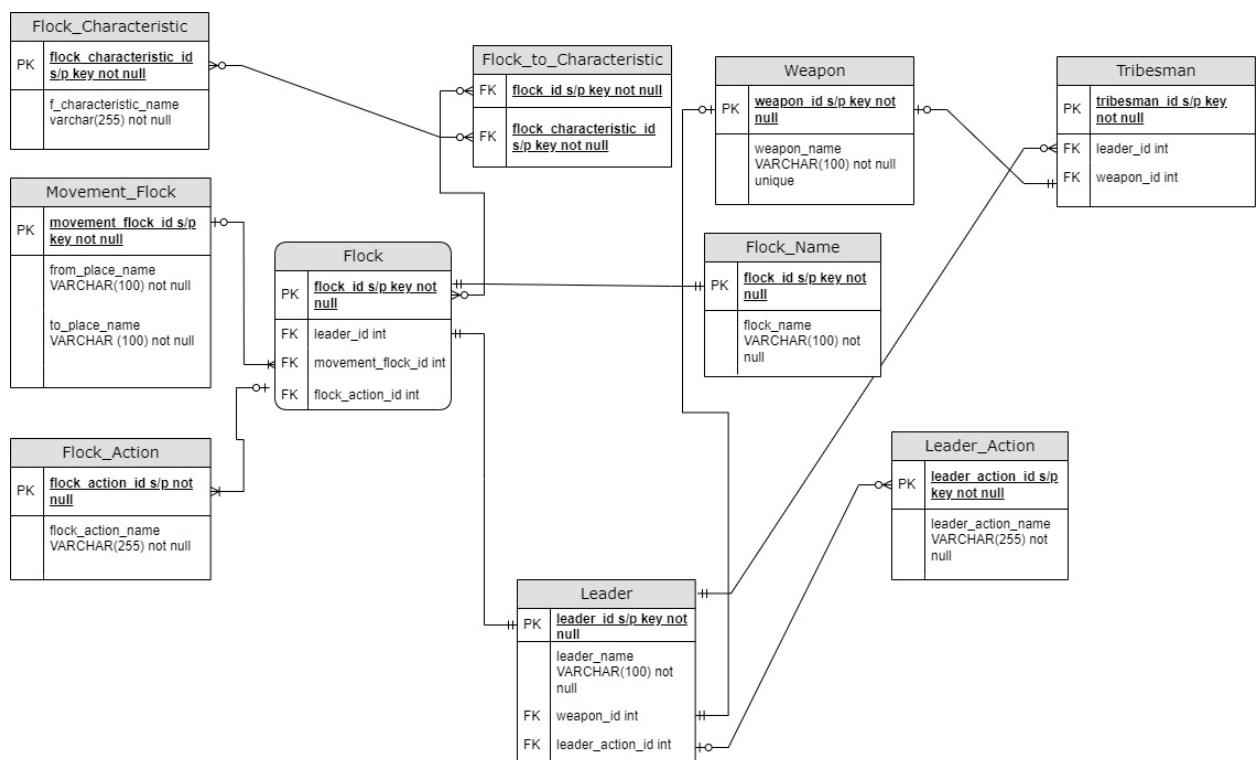 Flock_Characteristic
PK
flock_characteristic_id
s/p key not null
f_characteristic_name
varchar(255) not null
Flock_to_Characteristic
FK
flock_id s/p key not null
FK
flock_characteristic_id
s/p key not null
Weapon
PK
weapon_id s/p key not
null
weapon_name
VARCHAR(100) not null
unique
Tribesman
PK
tribesman_id s/p key
not null
FK
leader_id int
FK
weapon_id int
Movement_Flock
PK
movement_flock_id s/p
key not null
from_place_name
VARCHAR(100) not null
to_place_name
VARCHAR (100) not null
Flock
PK
flock_id s/p key not
null
FK
leader_id int
FK
movement_flock_id int
FK
flock_action_id int
Flock_Name
PK
flock_id s/p key not
null
flock_name
VARCHAR(100) not
null
Flock_Action
PK
flock_action_id s/p not
null
flock_action_name
VARCHAR(255) not null
Leader_Action
PK
leader_action_id s/p
key not null
leader_action_name
VARCHAR(255) not
null
Leader
PK
leader_id s/p key not
null
leader_name
VARCHAR(100) not
null
FK
weapon_id int
FK
leader_action_id int